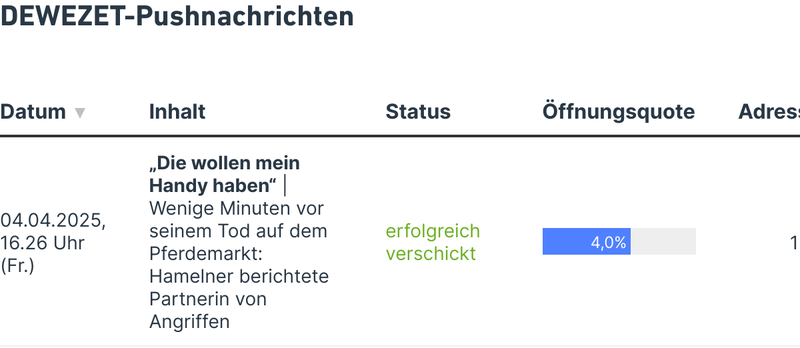 DEWEZET-Pushnachrichten
Datum ▼ Inhalt Status Öffnungsquote Adress
04.04.2025,
16.26 Uhr
(Fr.)
„Die wollen mein
Handy haben“ |
Wenige Minuten vor
seinem Tod auf dem
Pferdemarkt:
Hamelner berichtete
Partnerin von
Angriffen
erfolgreich
verschickt
4,0%
1